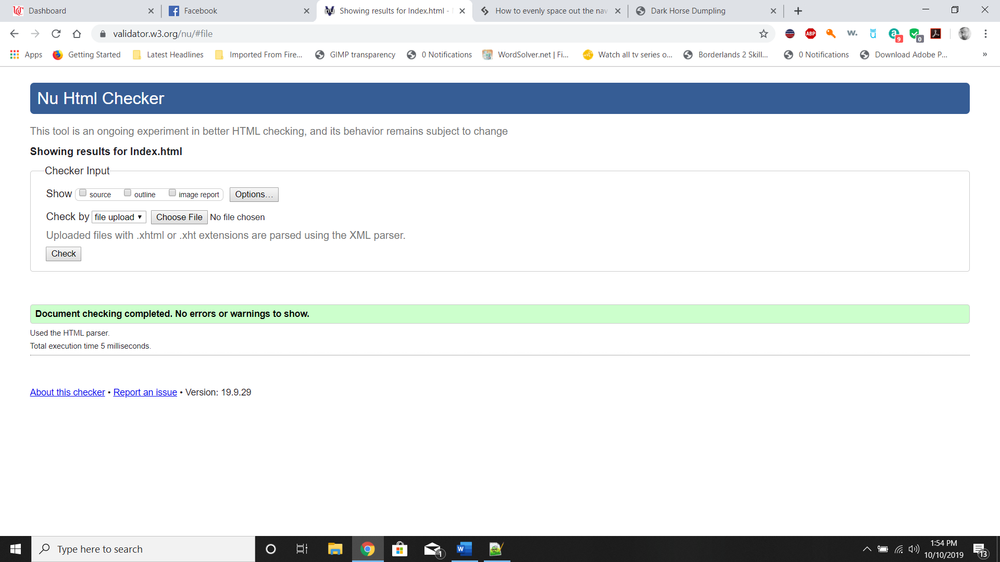 Dashboard
Facebook
Showing results for Index.html -
How to evenly space out the nav
Dark Horse Dumpling
validator.w3.org/nu/#file
ABP
w.
9
0
Apps
Getting Started
Latest Headlines
Imported From Fire...
GIMP transparency
0 Notifications
WordSolver.net | Fi...
Watch all tv series o...
Borderlands 2 Skill...
0 Notifications
Download Adobe P...
»
Nu Html Checker
This tool is an ongoing experiment in better HTML checking, and its behavior remains subject to change
Showing results for Index.html
Checker Input
Show source outline image report Options...
Check by file upload Choose File No file chosen
Uploaded files with .xhtml or .xht extensions are parsed using the XML parser.
Check
Document checking completed. No errors or warnings to show.
Used the HTML parser.
Total execution time 5 milliseconds.
About this checker • Report an issue • Version: 19.9.29
Type here to search
1
W
1:54 PM
10/10/2019
13